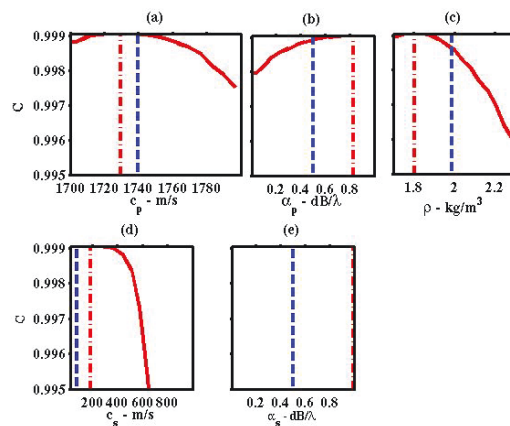 (a) (b) (c)
0.999
0.998
0.997
0.996
0.995
C
1700 1720 1740 1760 1780
c_p - m/s
0.2 0.4 0.6 0.8
α_p - dB/λ
1.8 2 2.2
ρ - kg/m³
(d) (e)
0.999
0.998
0.997
0.996
0.995
C
200 400 600 800
c_s - m/s
0.2 0.4 0.6 0.8
α_s - dB/λ